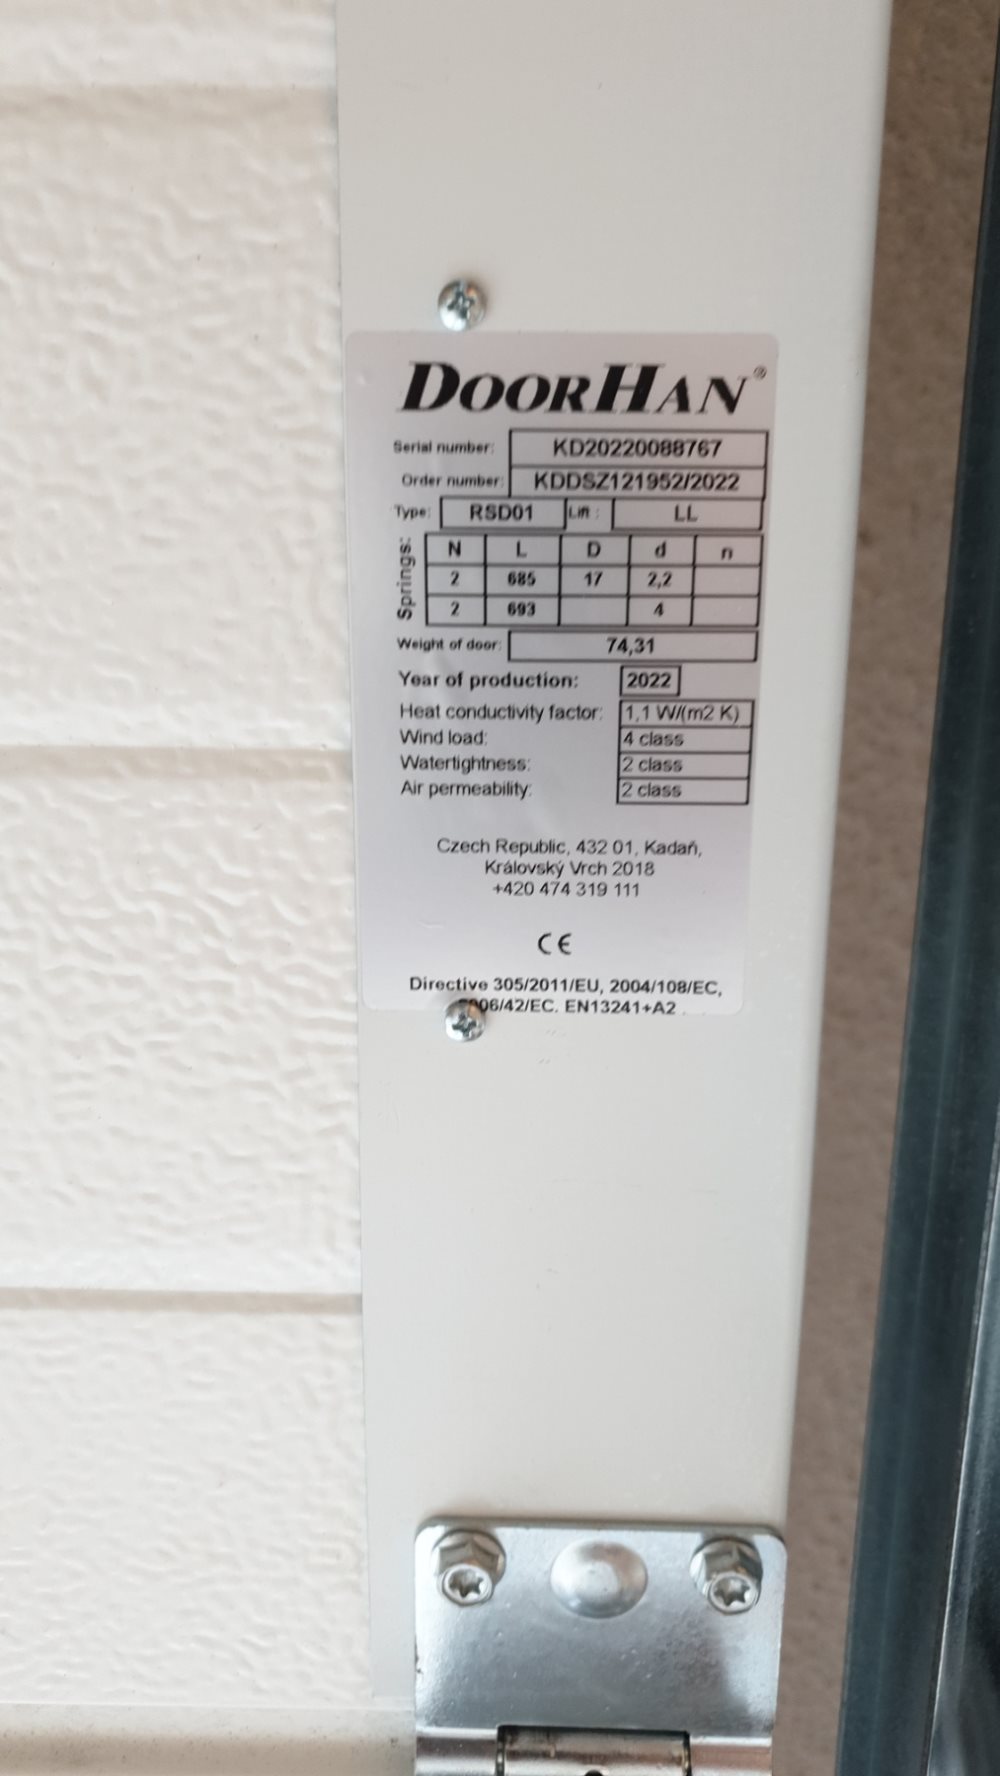 DOORHAN®
Serial number: KD20220088767
Order number: KDDSZ121952/2022
Type: RSD01 Lift : LL
Springs:
N L D d n
2 685 17 2,2
2 693 4
Weight of door: 74,31
Year of production: 2022
Heat conductivity factor: 1,1 W/(m2 K)
Wind load: 4 class
Watertightness: 2 class
Air permeability: 2 class
Czech Republic, 432 01, Kadaň,
Královský Vrch 2018
+420 474 319 111
CE
Directive 305/2011/EU, 2004/108/EC,
2006/42/EC. EN13241+A2